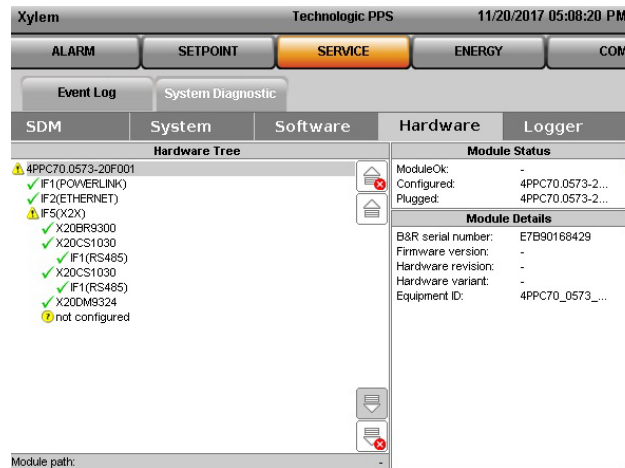 Xylem Technologic PPS 11/20/2017 05:08:20 PM
ALARM SETPOINT SERVICE ENERGY COM
Event Log System Diagnostic
SDM System Software Hardware Logger
Hardware Tree
4PPC70.0573-20F001
IF1(POWERLINK)
IF2(ETHERNET)
IF5(X2X)
X20BR9300
X20CS1030
IF1(RS485)
X20CS1030
IF1(RS485)
X20DM9324
not configured
Module path: -
Module Status
ModuleOk: -
Configured: 4PPC70.0573-2...
Plugged: 4PPC70.0573-2...
Module Details
B&R serial number: E7B90168429
Firmware version: -
Hardware revision: -
Hardware variant: -
Equipment ID: 4PPC70_0573_...